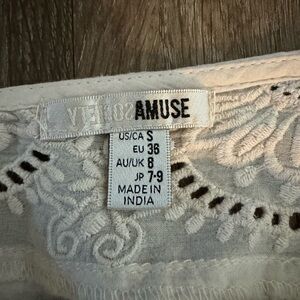 AMUSE
US/CA S
EU 36
AU/UK 8
JP 7-9
MADE IN
INDIA